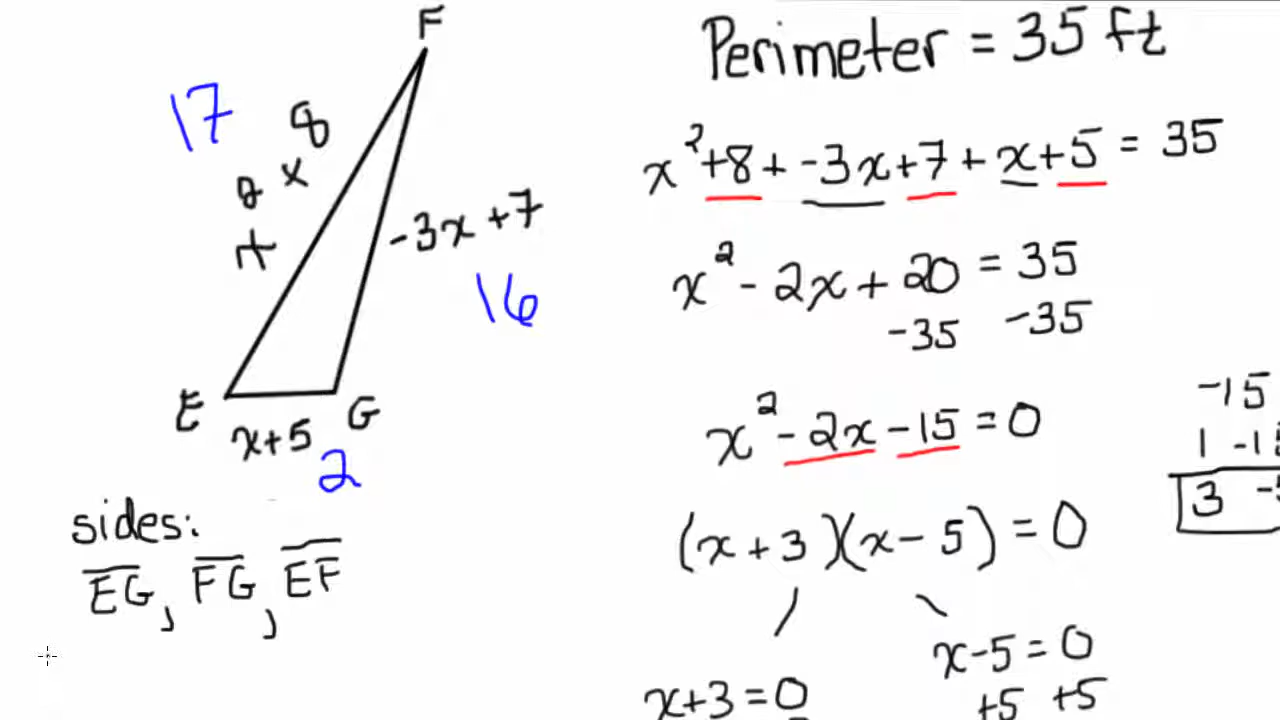 F
17
x² + 8
-3x + 7
16
E
G
x+5
2
sides:
EG, FG, EF
Perimeter = 35 ft
x² + 8 + -3x + 7 + x + 5 = 35
x² - 2x + 20 = 35
-35 -35
x² - 2x - 15 = 0
(x + 3)(x - 5) = 0
x+3 = 0
x-5 = 0
+5 +5
-15
1 -15
3 -5